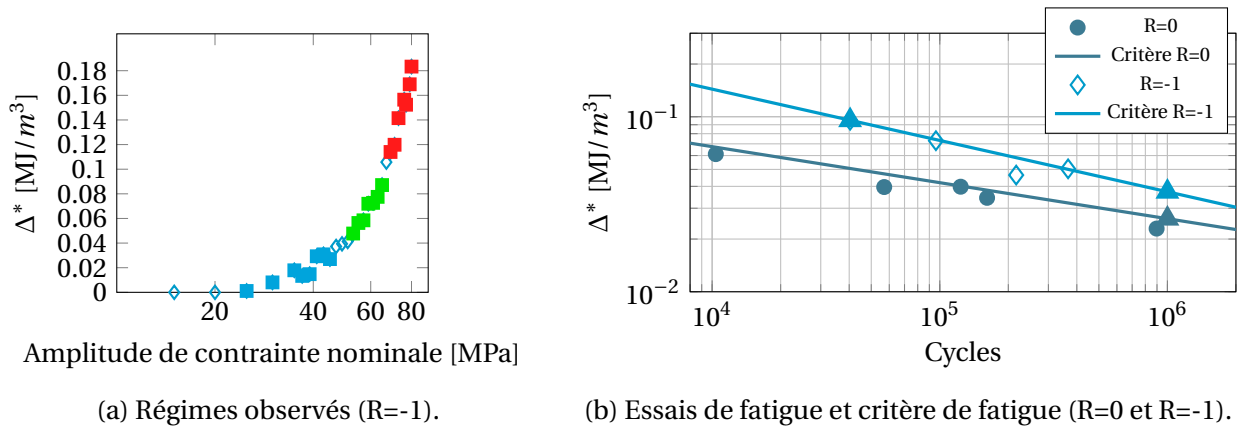 0
0.02
0.04
0.06
0.08
0.10
0.12
0.14
0.16
0.18
Δ* [MJ/m³]
20
40
60
80
Amplitude de contrainte nominale [MPa]
(a) Régimes observés (R=-1).
R=0
Critère R=0
R=-1
Critère R=-1
10⁻¹
10⁻²
Δ* [MJ/m³]
10⁴
10⁵
10⁶
Cycles
(b) Essais de fatigue et critère de fatigue (R=0 et R=-1).